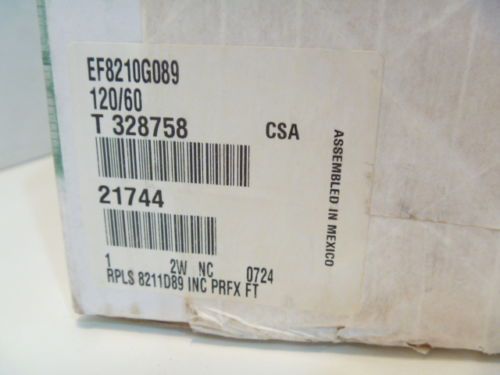 EF8210G089
120/60
T 328758 CSA
21744
1 2W NC 0724
RPLS 8211D89 INC PRFX FT
ASSEMBLED IN MEXICO